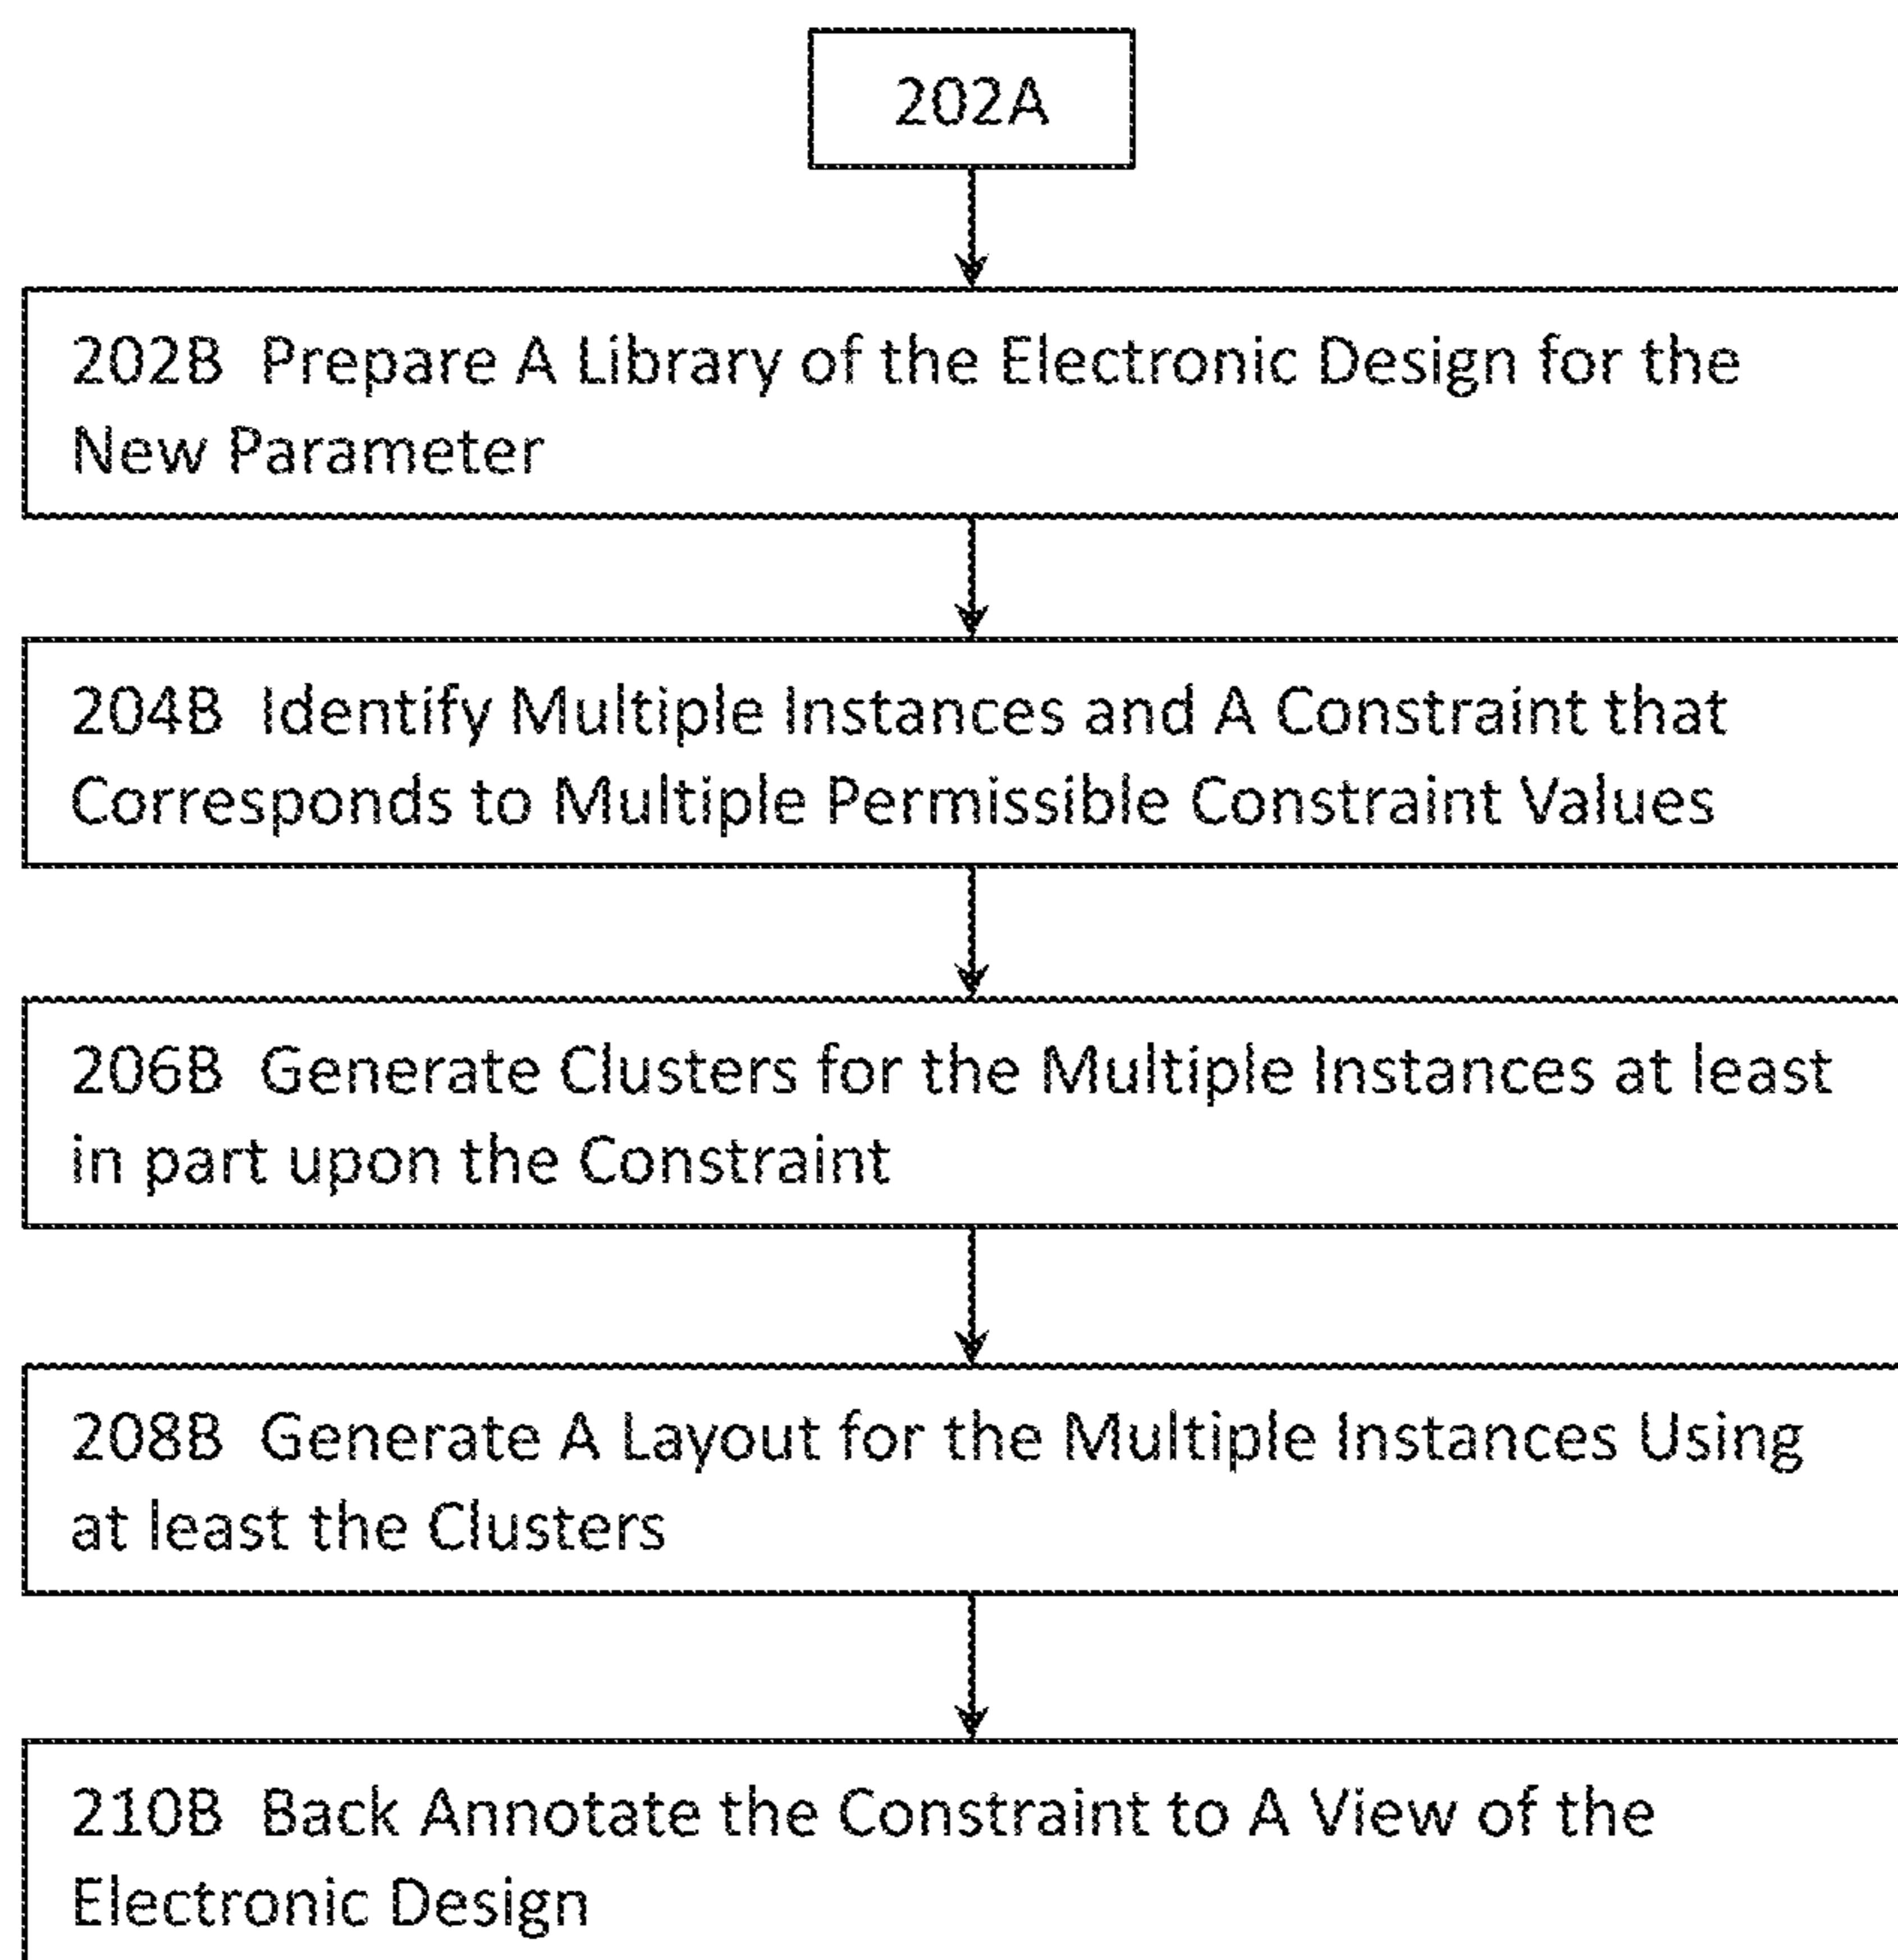 202A
202B Prepare A Library of the Electronic Design for the
New Parameter
204B Identify Multiple Instances and A Constraint that
Corresponds to Multiple Permissible Constraint Values
206B Generate Clusters for the Multiple Instances at least
in part upon the Constraint
208B Generate A Layout for the Multiple Instances Using
at least the Clusters
210B Back Annotate the Constraint to A View of the
Electronic Design